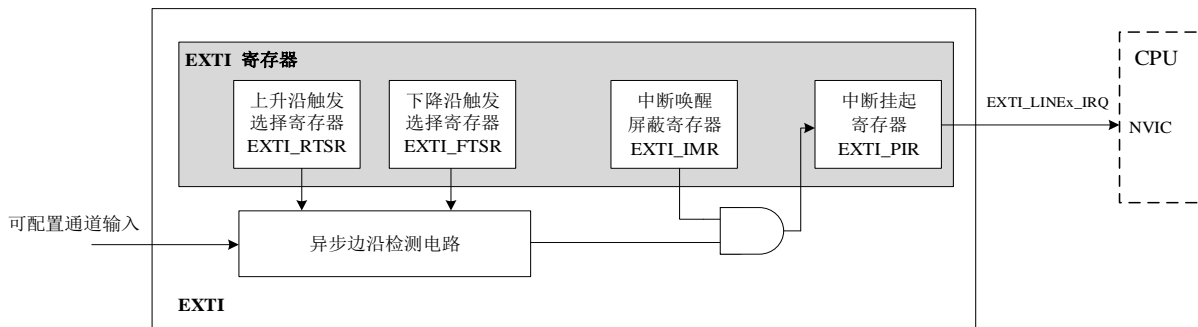 EXTI 寄存器
上升沿触发
选择寄存器
EXTI_RTSR
下降沿触发
选择寄存器
EXTI_FTSR
中断唤醒
屏蔽寄存器
EXTI_IMR
中断挂起
寄存器
EXTI_PIR
EXTI_LINEx_IRQ
CPU
NVIC
可配置通道输入
异步边沿检测电路
EXTI